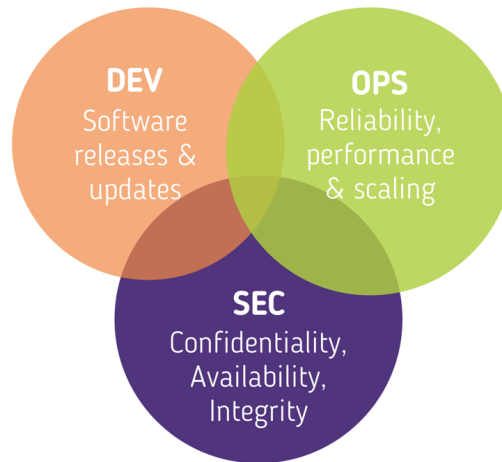 DEV
Software
releases &
updates
OPS
Reliability,
performance
& scaling
SEC
Confidentiality,
Availability,
Integrity